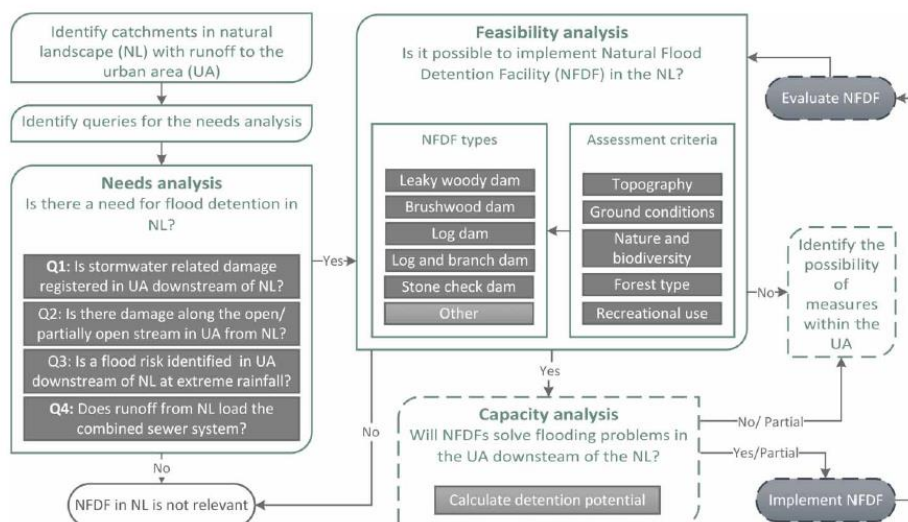 Identify catchments in natural
landscape (NL) with runoff to the
urban area (UA)
Identify queries for the needs analysis
Needs analysis
Is there a need for flood detention in
NL?
Q1: Is stormwater related damage
registered in UA downstream of NL?
Q2: Is there damage along the open/
partially open stream in UA from NL?
Q3: Is a flood risk identified in UA
downstream of NL at extreme rainfall?
Q4: Does runoff from NL load the
combined sewer system?
No
NFDF in NL is not relevant
Yes
Feasibility analysis
Is it possible to implement Natural Flood
Detention Facility (NFDF) in the NL?
NFDF types
Leaky woody dam
Brushwood dam
Log dam
Log and branch dam
Stone check dam
Other
Assessment criteria
Topography
Ground conditions
Nature and
biodiversity
Forest type
Recreational use
No
Yes
No
Capacity analysis
Will NFDFs solve flooding problems in
the UA downsteam of the NL?
Calculate detention potential
No/ Partial
Yes/Partial
Evaluate NFDF
Identify the
possibility
of
measures
within the
UA
Implement NFDF